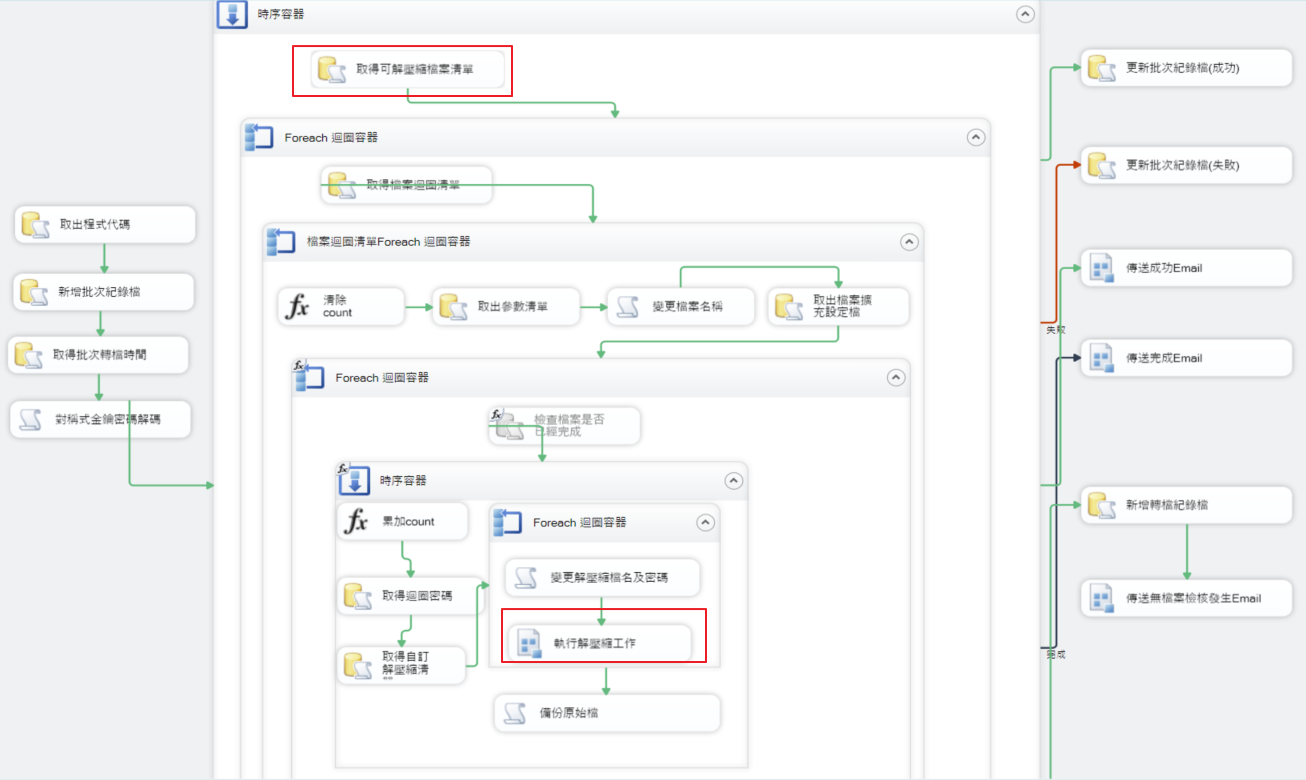 時序容器
取得可解壓縮檔案清單
Foreach 迴圈容器
取得檔案迴圈清單
檔案迴圈清單Foreach 迴圈容器
清除
count
取出參數清單
變更檔案名稱
取出檔案擴
充設定檔
Foreach 迴圈容器
檢查檔案是否
已經完成
時序容器
累加count
取得迴圈密碼
取得自訂
解壓縮清
Foreach 迴圈容器
變更解壓縮檔名及密碼
執行解壓縮工作
備份原始檔
取出程式代碼
新增批次紀錄檔
取得批次轉檔時間
對稱式金鑰密碼解碼
更新批次紀錄檔(成功)
更新批次紀錄檔(失敗)
傳送成功Email
失敗
傳送完成Email
新增轉檔紀錄檔
傳送無檔案檢核發生Email
完成